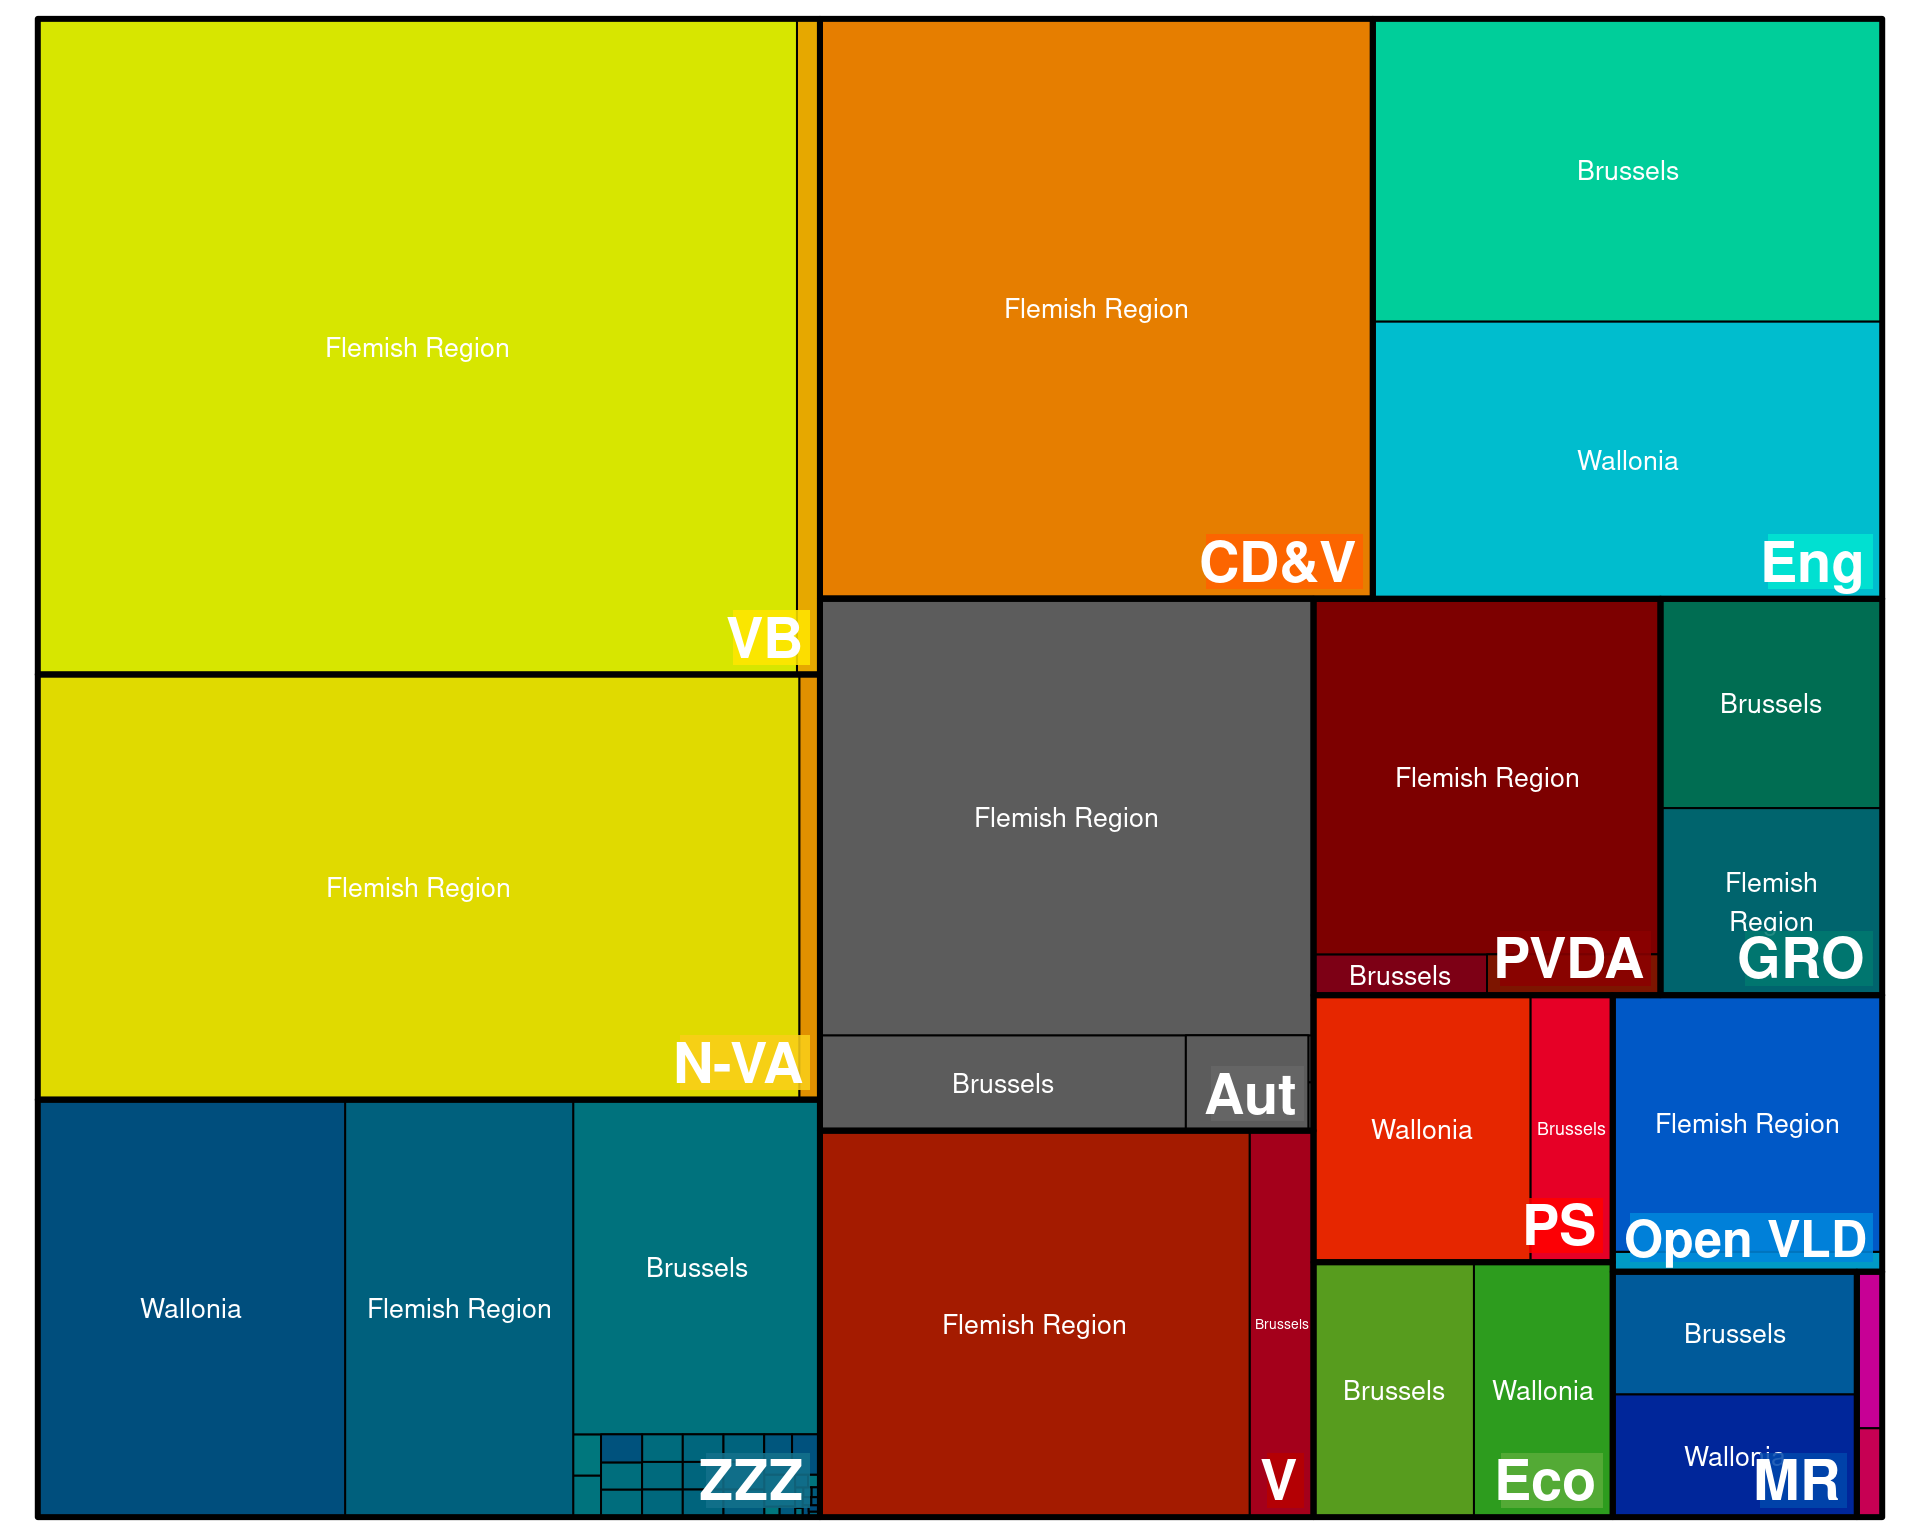 Flemish Region
VB
Flemish Region
CD&V
Brussels
Wallonia
Eng
Flemish Region
N-VA
Flemish Region
Brussels
Aut
Flemish Region
Brussels
PVDA
Brussels
Flemish
Region
GRO
Wallonia
Flemish Region
Brussels
ZZZ
Flemish Region
Brussels
V
Wallonia
Brussels
PS
Flemish Region
Open VLD
Brussels
Wallonia
Eco
Brussels
Wallonia
MR